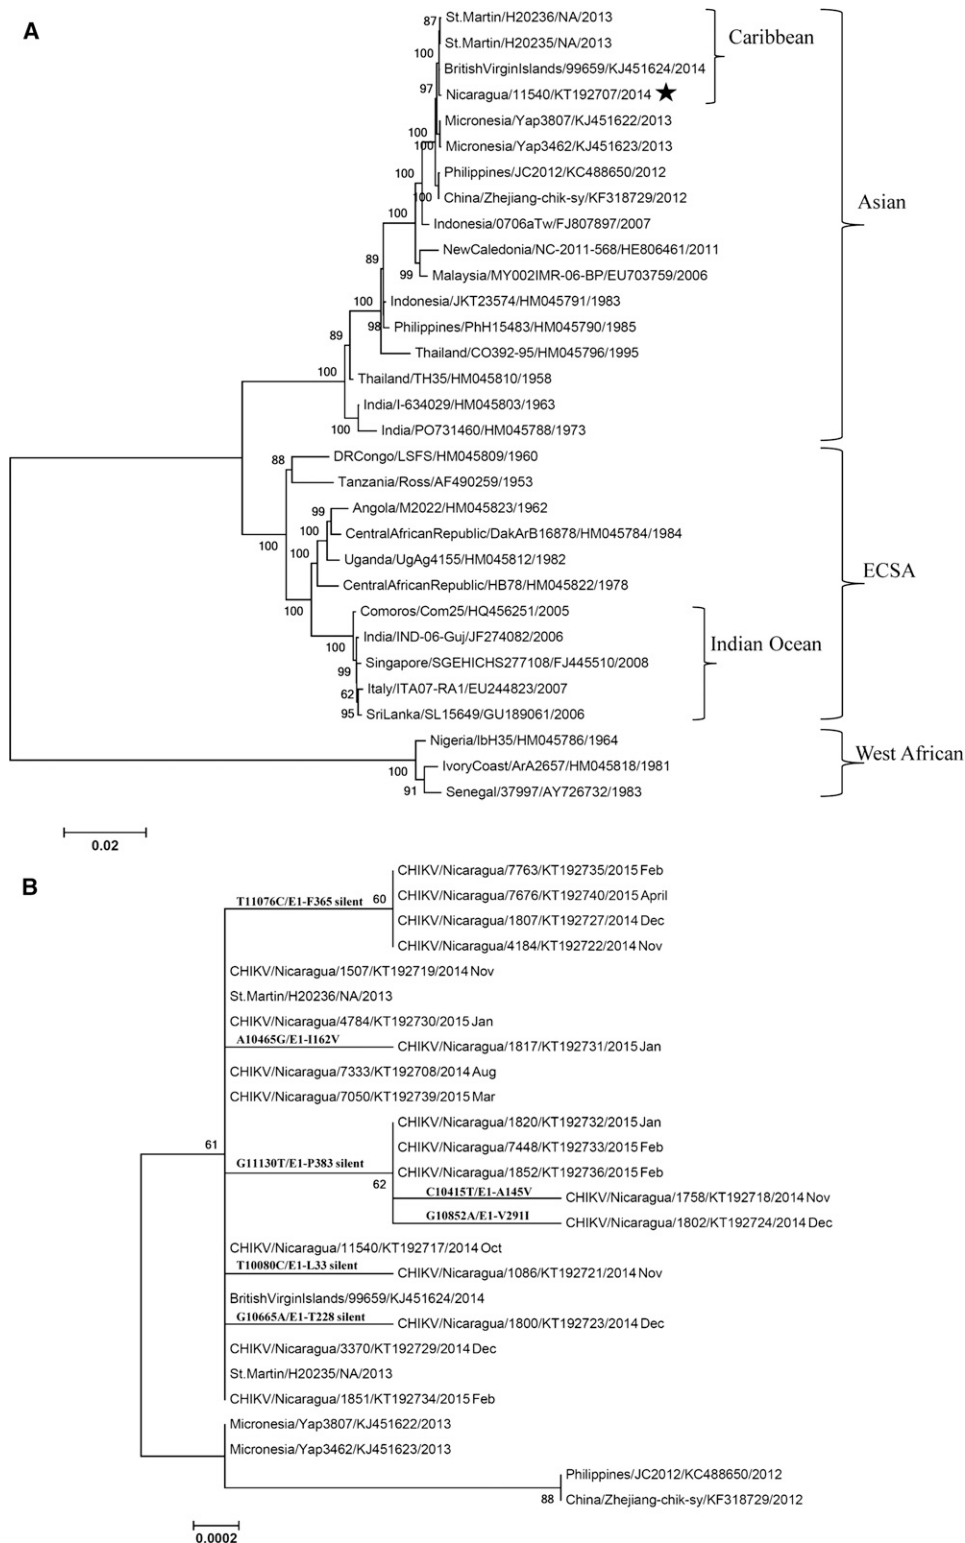 A
87
St.Martin/H20236/NA/2013
St.Martin/H20235/NA/2013
100
BritishVirginIslands/99659/KJ451624/2014
97
Nicaragua/11540/KT192707/2014
Caribbean
Micronesia/Yap3807/KJ451622/2013
100
100
Micronesia/Yap3462/KJ451623/2013
Philippines/JC2012/KC488650/2012
100
100
China/Zhejiang-chik-sy/KF318729/2012
100
Indonesia/0706aTw/FJ807897/2007
NewCaledonia/NC-2011-568/HE806461/2011
89
99
Malaysia/MY002IMR-06-BP/EU703759/2006
100
Indonesia/JKT23574/HM045791/1983
98
Philippines/PhH15483/HM045790/1985
89
Thailand/CO392-95/HM045796/1995
100
Thailand/TH35/HM045810/1958
India/I-634029/HM045803/1963
100
India/PO731460/HM045788/1973
Asian
88
DRCongo/LSFS/HM045809/1960
Tanzania/Ross/AF490259/1953
99
Angola/M2022/HM045823/1962
100
CentralAfricanRepublic/DakArB16878/HM045784/1984
100
100
Uganda/UgAg4155/HM045812/1982
CentralAfricanRepublic/HB78/HM045822/1978
100
Comoros/Com25/HQ456251/2005
India/IND-06-Guj/JF274082/2006
100
Singapore/SGEHICHS277108/FJ445510/2008
99
Italy/ITA07-RA1/EU244823/2007
62
95
SriLanka/SL15649/GU189061/2006
Indian Ocean
ECSA
Nigeria/IbH35/HM045786/1964
IvoryCoast/ArA2657/HM045818/1981
100
91
Senegal/37997/AY726732/1983
West African
0.02
B
CHIKV/Nicaragua/7763/KT192735/2015 Feb
T11076C/E1-F365 silent
60
CHIKV/Nicaragua/7676/KT192740/2015 April
CHIKV/Nicaragua/1807/KT192727/2014 Dec
CHIKV/Nicaragua/4184/KT192722/2014 Nov
CHIKV/Nicaragua/1507/KT192719/2014 Nov
St.Martin/H20236/NA/2013
CHIKV/Nicaragua/4784/KT192730/2015 Jan
A10465G/E1-I162V
CHIKV/Nicaragua/1817/KT192731/2015 Jan
CHIKV/Nicaragua/7333/KT192708/2014 Aug
CHIKV/Nicaragua/7050/KT192739/2015 Mar
CHIKV/Nicaragua/1820/KT192732/2015 Jan
61
CHIKV/Nicaragua/7448/KT192733/2015 Feb
G11130T/E1-P383 silent
CHIKV/Nicaragua/1852/KT192736/2015 Feb
62
C10415T/E1-A145V
CHIKV/Nicaragua/1758/KT192718/2014 Nov
G10852A/E1-V291I
CHIKV/Nicaragua/1802/KT192724/2014 Dec
CHIKV/Nicaragua/11540/KT192717/2014 Oct
T10080C/E1-L33 silent
CHIKV/Nicaragua/1086/KT192721/2014 Nov
BritishVirginIslands/99659/KJ451624/2014
G10665A/E1-T228 silent
CHIKV/Nicaragua/1800/KT192723/2014 Dec
CHIKV/Nicaragua/3370/KT192729/2014 Dec
St.Martin/H20235/NA/2013
CHIKV/Nicaragua/1851/KT192734/2015 Feb
Micronesia/Yap3807/KJ451622/2013
Micronesia/Yap3462/KJ451623/2013
Philippines/JC2012/KC488650/2012
88
China/Zhejiang-chik-sy/KF318729/2012
0.0002